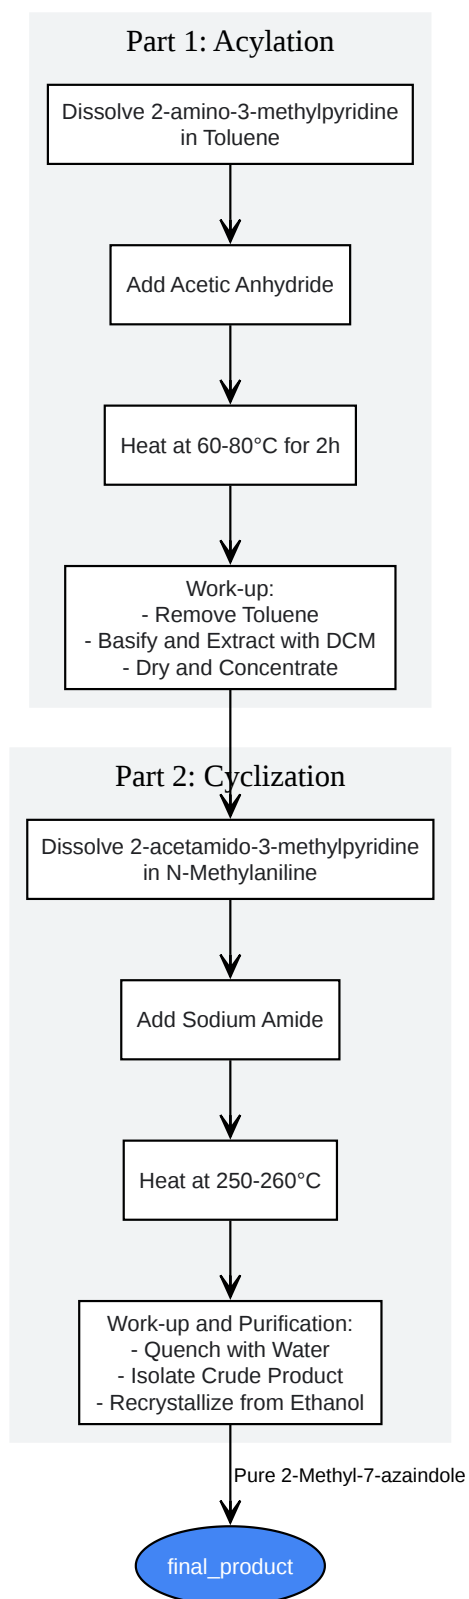 Part 1: Acylation
Dissolve 2-amino-3-methylpyridine
in Toluene
Add Acetic Anhydride
Heat at 60-80°C for 2h
Work-up:
- Remove Toluene
- Basify and Extract with DCM
- Dry and Concentrate
Part 2: Cyclization
Dissolve 2-acetamido-3-methylpyridine
in N-Methylaniline
Add Sodium Amide
Heat at 250-260°C
Work-up and Purification:
- Quench with Water
- Isolate Crude Product
- Recrystallize from Ethanol
Pure 2-Methyl-7-azaindole
final_product